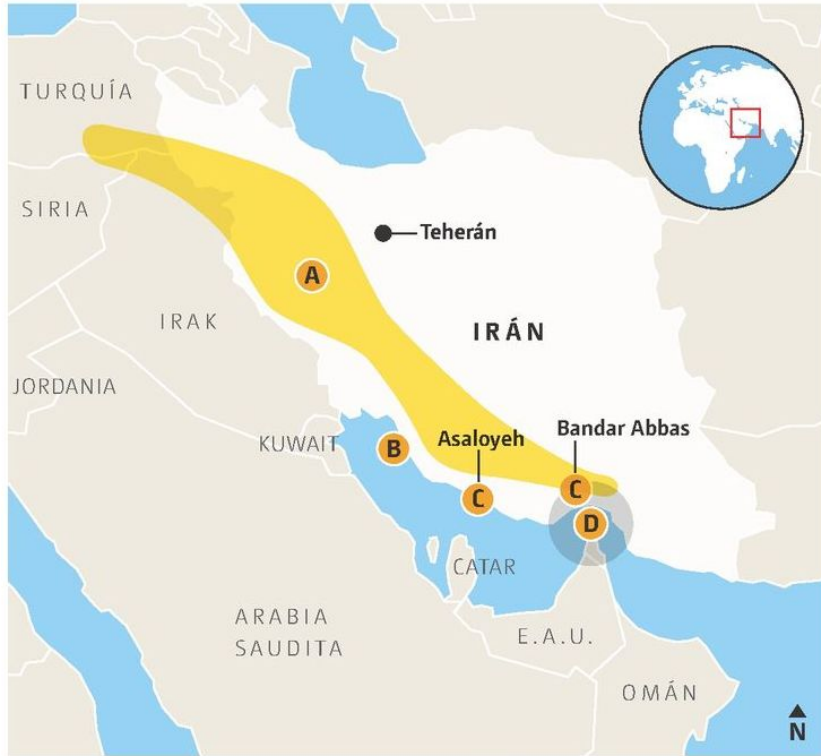 TURQUÍA
SIRIA
Teherán
A
IRAK
IRÁN
JORDANIA
KUWAIT
B
Asaloyeh
Bandar Abbas
C
C
D
CATAR
ARABIA
SAUDITA
E.A.U.
OMÁN
N